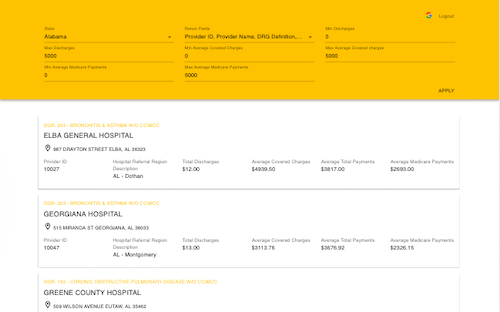 Logout
State
Return Fields
Min Discharges
Alabama
Provider ID, Provider Name, DRG Definition,...
0
Max Discharges
Min Average Covered Charges
Max Average Covered charges
5000
0
5000
Min Average Medicare Payments
Max Average Medicare Payments
0
5000
APPLY
DGR: 203 - BRONCHITIS & ASTHMA W/O CC/MCC
ELBA GENERAL HOSPITAL
987 DRAYTON STREET ELBA, AL 36323
Provider ID
Hospital Referral Region Description
Total Discharges
Average Covered Charges
Average Total Payments
Average Medicare Payments
10027
AL - Dothan
$12.00
$4939.50
$3817.00
$2693.00
DGR: 203 - BRONCHITIS & ASTHMA W/O CC/MCC
GEORGIANA HOSPITAL
515 MIRANDA ST GEORGIANA, AL 36033
Provider ID
Hospital Referral Region Description
Total Discharges
Average Covered Charges
Average Total Payments
Average Medicare Payments
10047
AL - Montgomery
$13.00
$3113.76
$3676.92
$2326.15
DGR: 192 - CHRONIC OBSTRUCTIVE PULMONARY DISEASE W/O CC/MCC
GREENE COUNTY HOSPITAL
509 WILSON AVENUE EUTAW, AL 35462